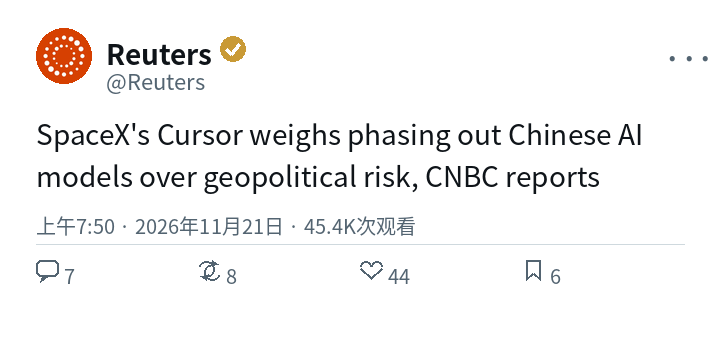 Reuters
@Reuters
SpaceX's Cursor weighs phasing out Chinese AI
models over geopolitical risk, CNBC reports
上午7:50 · 2026年11月21日 · 45.4K次观看
7 8 44 6